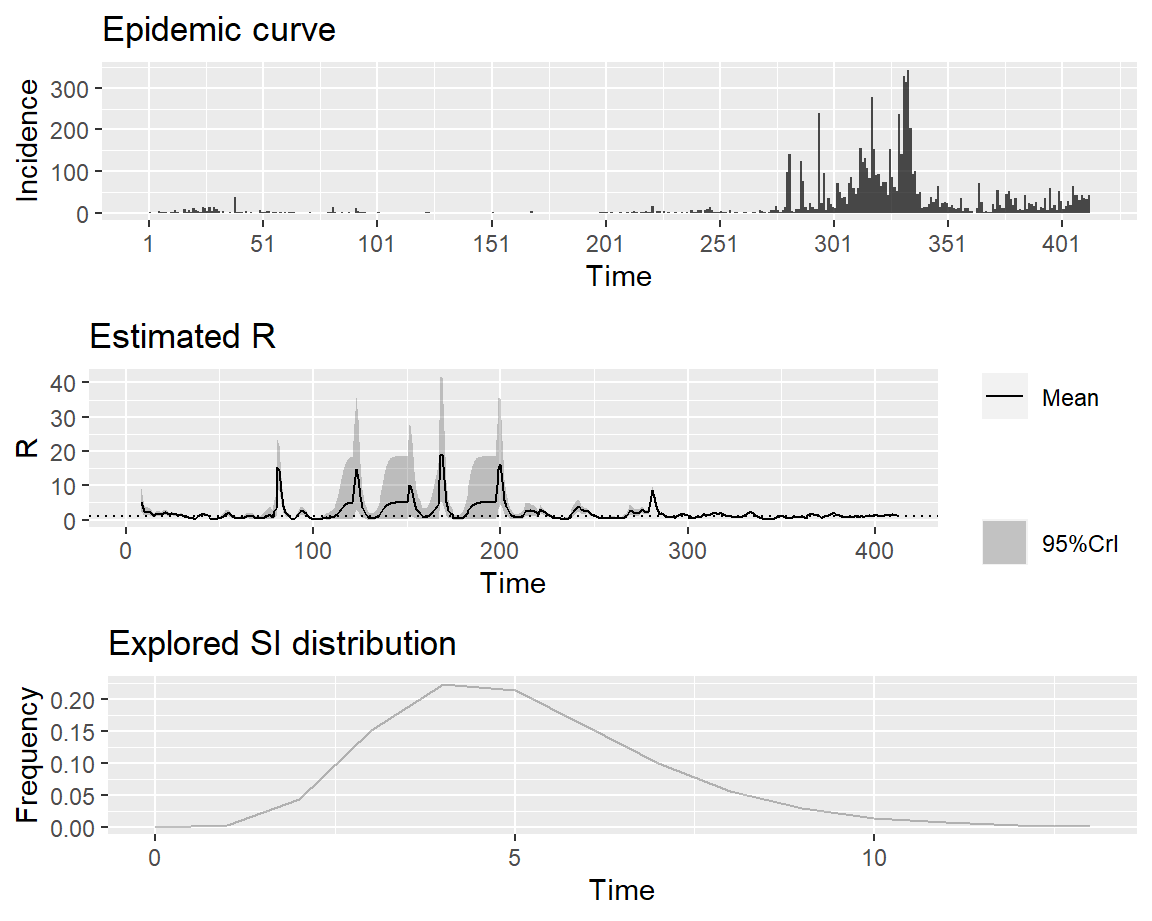 Epidemic curve
Incidence
300
200
100
0
1 51 101 151 201 251 301 351 401
Time
Estimated R
R
40
30
20
10
0
0 100 200 300 400
Time
Mean
95%CrI
Explored SI distribution
Frequency
0.20
0.15
0.10
0.05
0.00
0 5 10
Time